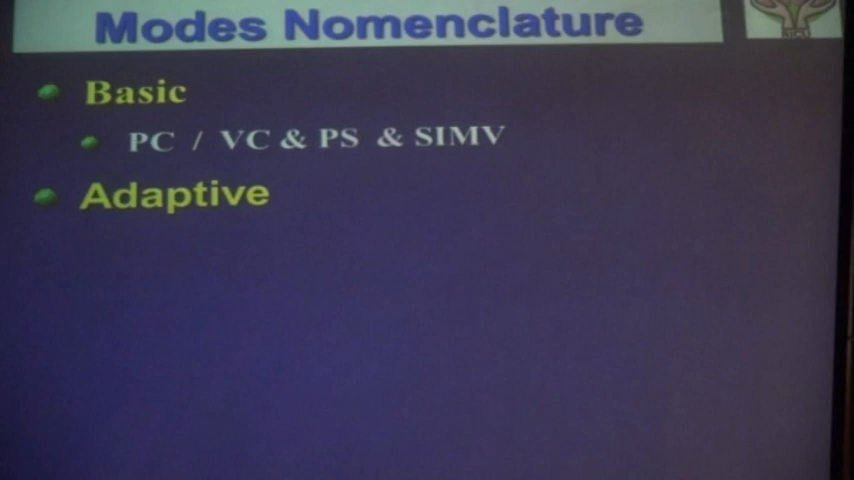 Modes Nomenclature
Basic
PC / VC & PS & SIMV
Adaptive